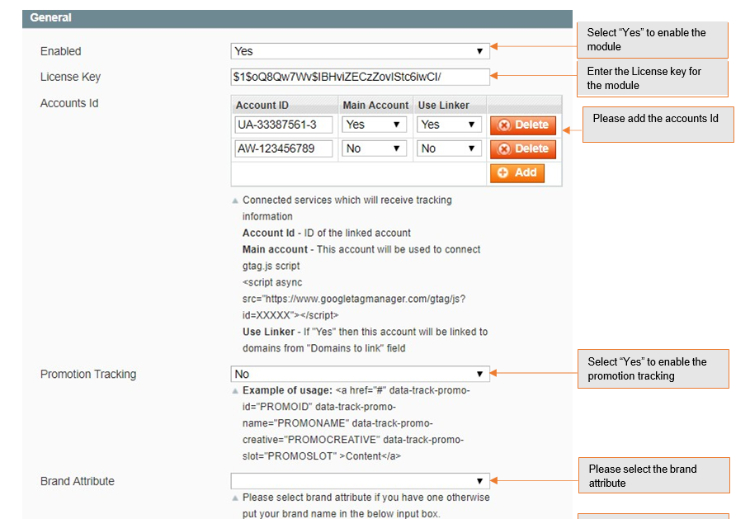 General
Select "Yes" to enable the
module
Enabled
Yes
Enter the License key for
the module
License Key
Accounts Id
Account ID Main Account Use Linker
UA-33387561-3 Yes Yes Delete
Please add the accounts Id
AW-123456789 No No Delete
Add
Connected services which will receive tracking
information
Account Id - ID of the linked account
Main account - This account will be used to connect
gtag.js script
<script async
src="https://www.googletagmanager.com/gtag/js?
id=XXXXX"></script>
Use Linker - If "Yes" then this account will be linked to
domains from "Domains to link" field
Select "Yes" to enable the
promotion tracking
Promotion Tracking
No
Example of usage: <a href="#" data-track-promo-
id="PROMOID" data-track-promo-
name="PROMONAME" data-track-promo-
creative="PROMOCREATIVE" data-track-promo-
slot="PROMOSLOT" >Content</a>
Please select the brand
attribute
Brand Attribute
Please select brand attribute if you have one otherwise
put your brand name in the below input box.